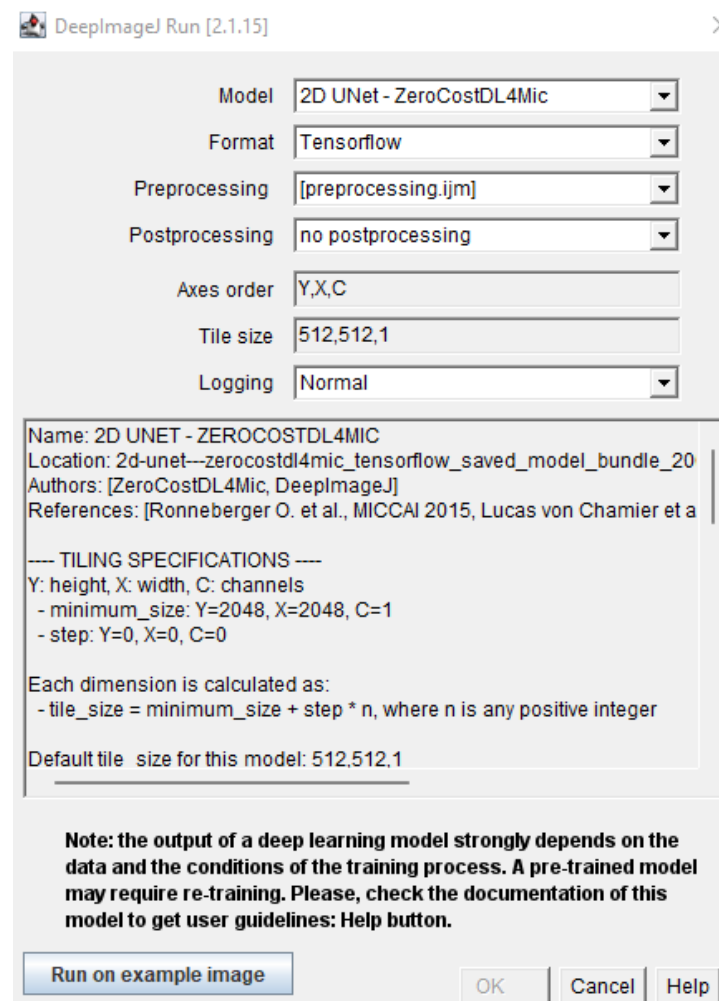 DeepImageJ Run [2.1.15]
Model 2D UNet - ZeroCostDL4Mic
Format Tensorflow
Preprocessing [preprocessing.ijm]
Postprocessing no postprocessing
Axes order Y,X,C
Tile size 512,512,1
Logging Normal
Name: 2D UNET - ZEROCOSTDL4MIC
Location: 2d-unet---zerocostdl4mic_tensorflow_saved_model_bundle_20
Authors: [ZeroCostDL4Mic, DeepImageJ]
References: [Ronneberger O. et al., MICCAI 2015, Lucas von Chamier et a
---- TILING SPECIFICATIONS ----
Y: height, X: width, C: channels
- minimum_size: Y=2048, X=2048, C=1
- step: Y=0, X=0, C=0
Each dimension is calculated as:
- tile_size = minimum_size + step * n, where n is any positive integer
Default tile_size for this model: 512,512,1
Note: the output of a deep learning model strongly depends on the
data and the conditions of the training process. A pre-trained model
may require re-training. Please, check the documentation of this
model to get user guidelines: Help button.
Run on example image OK Cancel Help